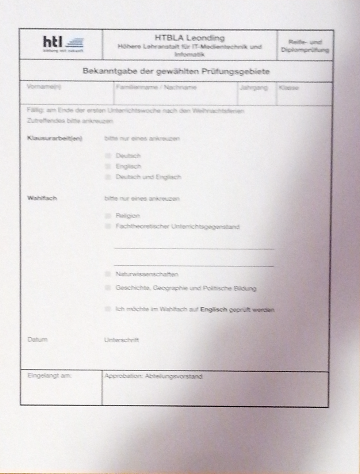 htl
bildung mit zukunft
HTBLA Leonding
Höhere Lehranstalt für IT-Medientechnik und
Informatik
Reife- und
Diplomprüfung
Bekanntgabe der gewählten Prüfungsgebiete
Vorname(n)
Familienname / Nachname
Jahrgang
Klasse
Fällig: am Ende der ersten Unterrichtswoche nach den Weihnachtsferien
Zutreffendes bitte ankreuzen
Klausurarbeit(en)
bitte nur eines ankreuzen
Deutsch
Englisch
Deutsch und Englisch
Wahlfach
bitte nur eines ankreuzen
Religion
Fachtheoretischer Unterrichtsgegenstand
Naturwissenschaften
Geschichte, Geographie und Politische Bildung
Ich möchte im Wahlfach auf Englisch geprüft werden
Datum
Unterschrift
Eingelangt am:
Approbation: Abteilungsvorstand